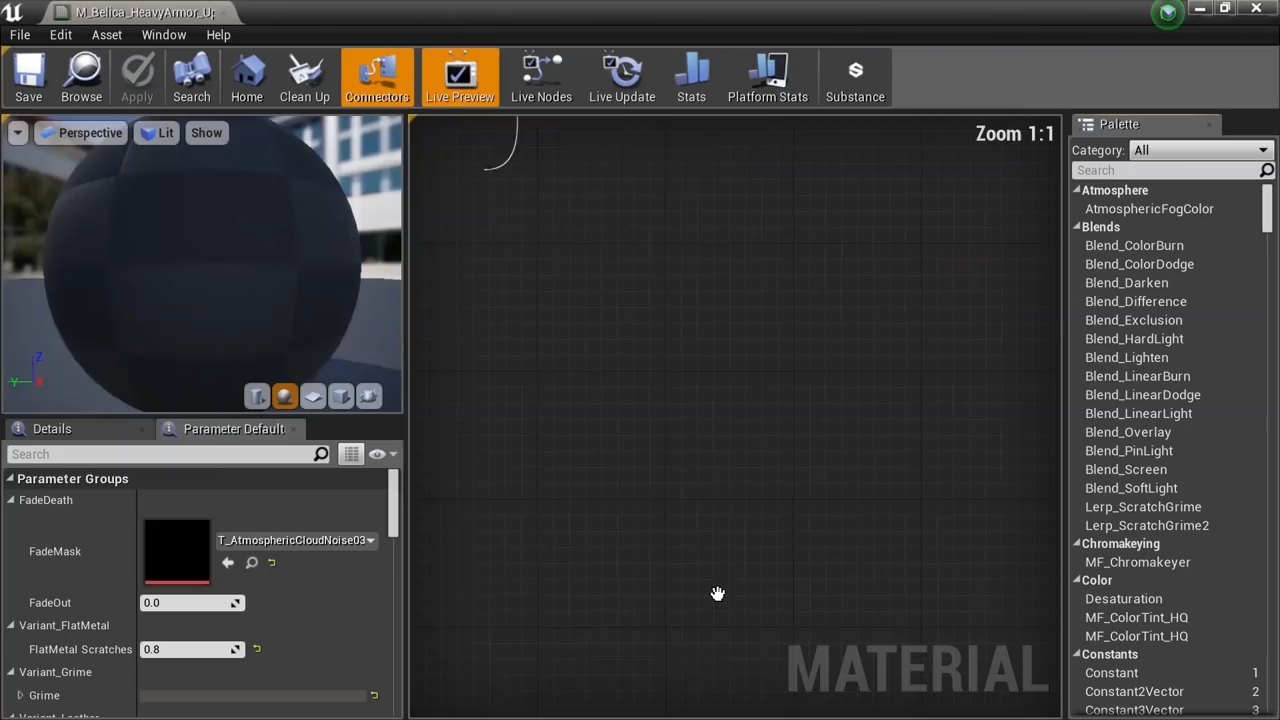 M_Belica_HeavyArmor_Up
File Edit Asset Window Help
Save Browse Apply Search Home Clean Up Connectors Live Preview Live Nodes Live Update Stats Platform Stats Substance
Perspective Lit Show
Zoom 1:1
Z
Y
MATERIAL
Details Parameter Default
Search
Parameter Groups
FadeDeath
FadeMask T_AtmosphericCloudNoise03
FadeOut 0.0
Variant_FlatMetal
FlatMetal Scratches 0.8
Variant_Grime
Grime
Palette
Category: All
Search
Atmosphere
AtmosphericFogColor
Blends
Blend_ColorBurn
Blend_ColorDodge
Blend_Darken
Blend_Difference
Blend_Exclusion
Blend_HardLight
Blend_Lighten
Blend_LinearBurn
Blend_LinearDodge
Blend_LinearLight
Blend_Overlay
Blend_PinLight
Blend_Screen
Blend_SoftLight
Lerp_ScratchGrime
Lerp_ScratchGrime2
Chromakeying
MF_Chromakeyer
Color
Desaturation
MF_ColorTint_HQ
MF_ColorTint_HQ
Constants
Constant 1
Constant2Vector 2
Constant3Vector 3